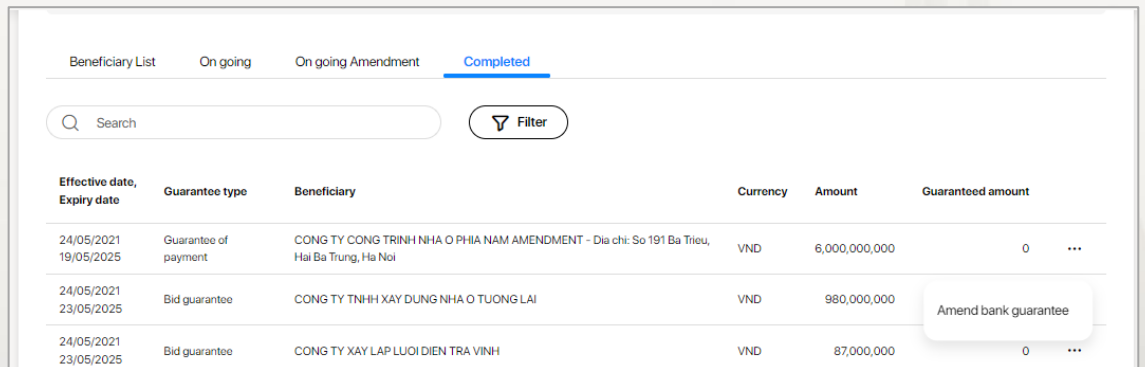 Beneficiary List On going On going Amendment Completed
Search Filter
Effective date,
Expiry date Guarantee type Beneficiary Currency Amount Guaranteed amount
24/05/2021
19/05/2025
Guarantee of
payment
CONG TY CONG TRINH NHA O PHIA NAM AMENDMENT - Dia chi: So 191 Ba Trieu,
Hai Ba Trung, Ha Noi
VND 6,000,000,000 0 ...
24/05/2021
23/05/2025
Bid guarantee CONG TY TNHH XAY DUNG NHA O TUONG LAI VND 980,000,000
Amend bank guarantee
24/05/2021
23/05/2025
Bid guarantee CONG TY XAY LAP LUOI DIEN TRA VINH VND 87,000,000 0 ...